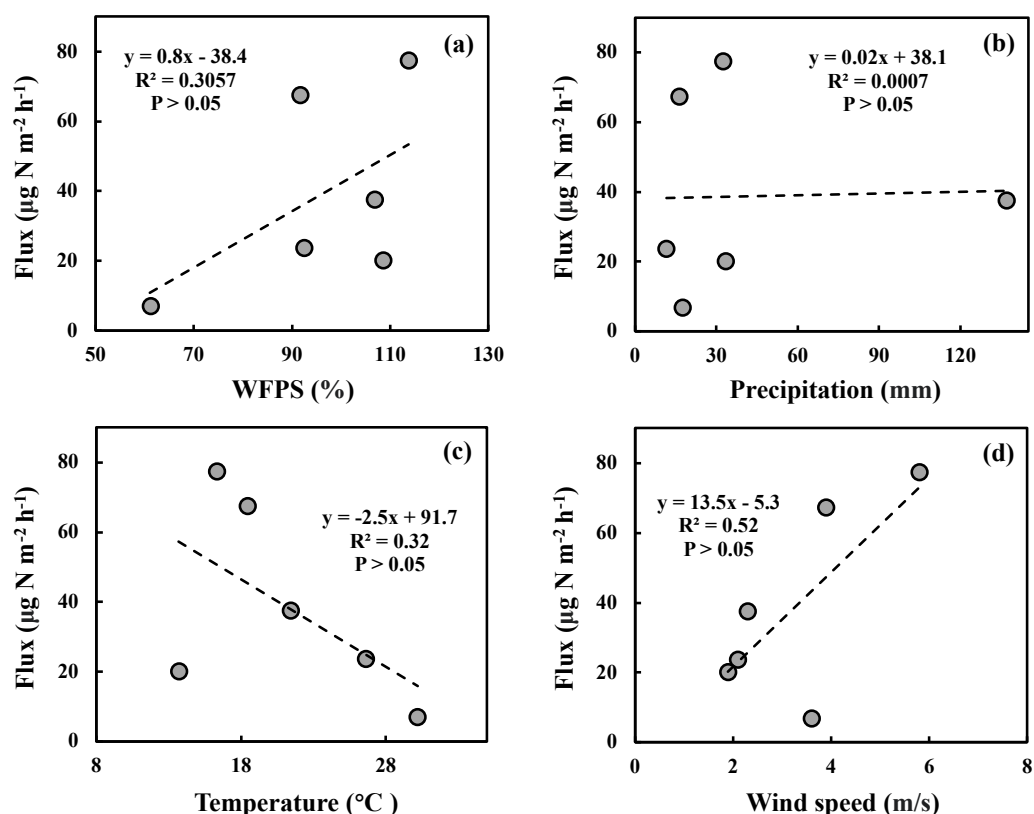 (a)
y = 0.8x - 38.4
R² = 0.3057
P > 0.05
Flux (µg N m⁻² h⁻¹)
80
60
40
20
0
50 70 90 110 130
WFPS (%)
(b)
y = 0.02x + 38.1
R² = 0.0007
P > 0.05
Flux (µg N m⁻² h⁻¹)
80
60
40
20
0
0 30 60 90 120
Precipitation (mm)
(c)
y = -2.5x + 91.7
R² = 0.32
P > 0.05
Flux (µg N m⁻² h⁻¹)
80
60
40
20
0
8 18 28
Temperature (°C )
(d)
y = 13.5x - 5.3
R² = 0.52
P > 0.05
Flux (µg N m⁻² h⁻¹)
80
60
40
20
0
0 2 4 6 8
Wind speed (m/s)